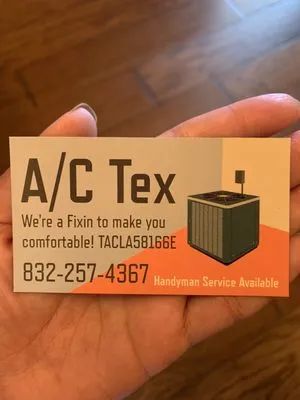 A/C Tex
We're a Fixin to make you
comfortable! TACLA58166E
832-257-4367
Handyman Service Available